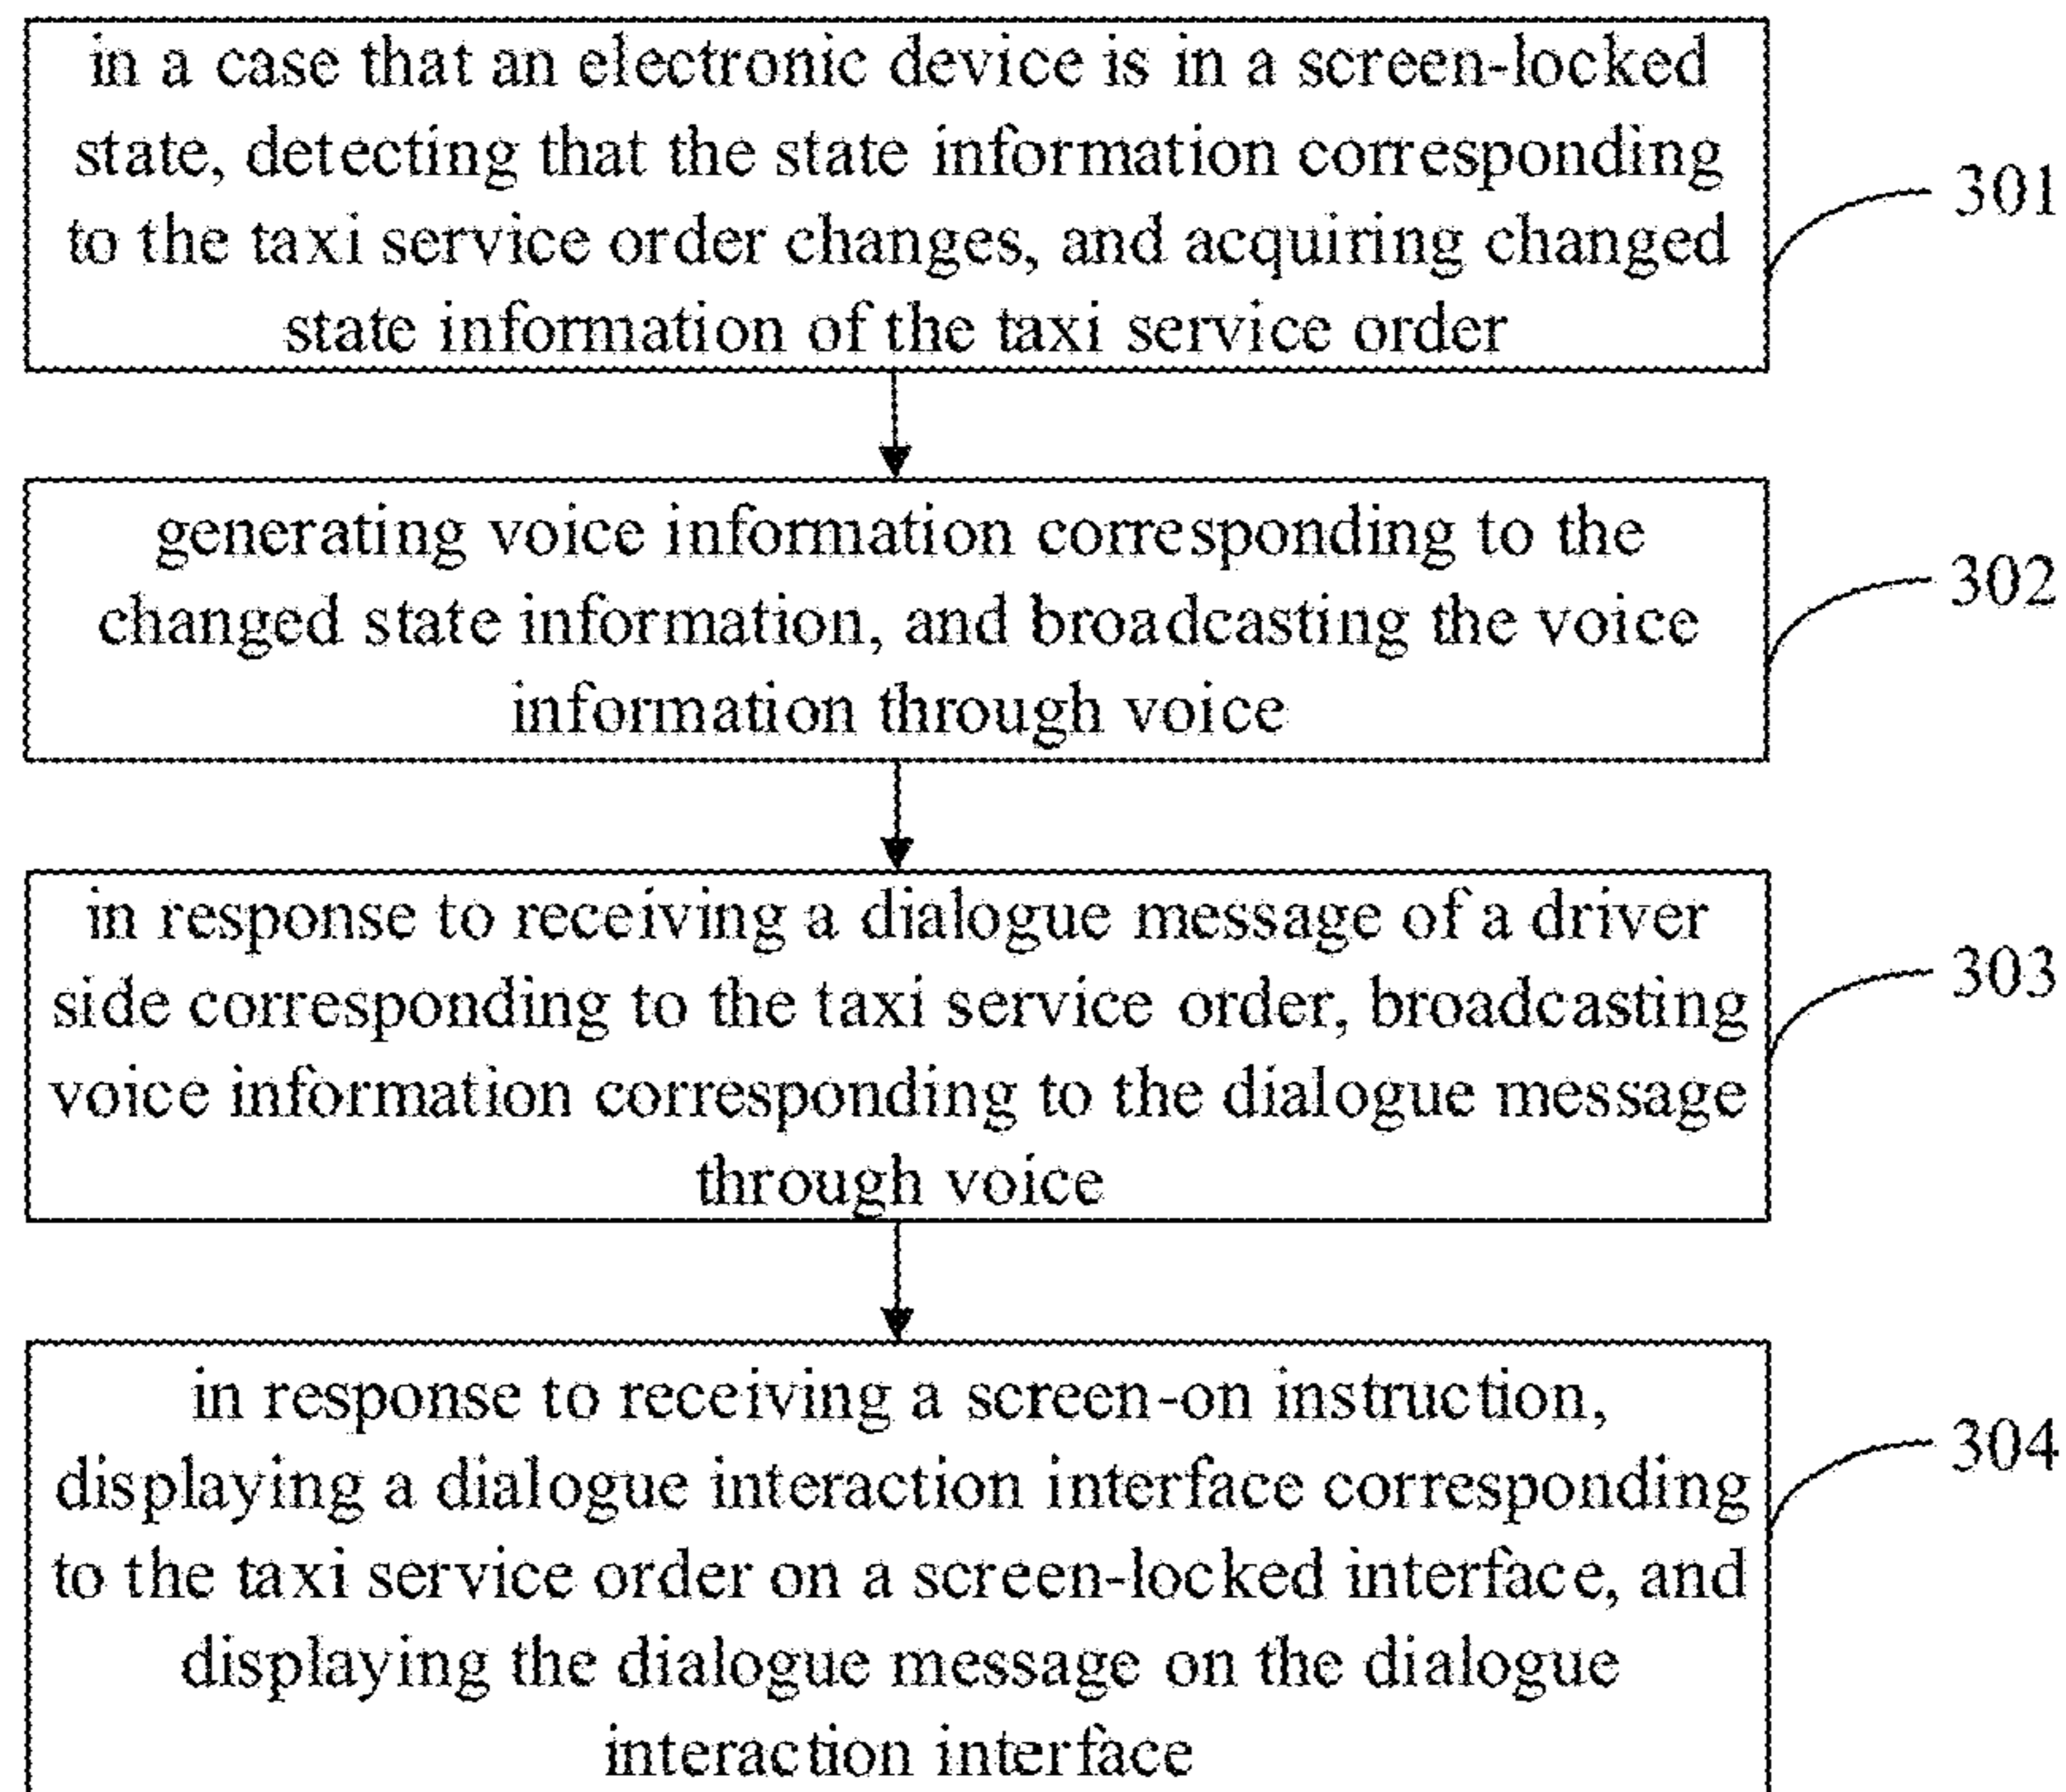 in a case that an electronic device is in a screen-locked
state, detecting that the state information corresponding
to the taxi service order changes, and acquiring changed
state information of the taxi service order
301
generating voice information corresponding to the
changed state information, and broadcasting the voice
information through voice
302
in response to receiving a dialogue message of a driver
side corresponding to the taxi service order, broadcasting
voice information corresponding to the dialogue message
through voice
303
in response to receiving a screen-on instruction,
displaying a dialogue interaction interface corresponding
to the taxi service order on a screen-locked interface, and
displaying the dialogue message on the dialogue
interaction interface
304